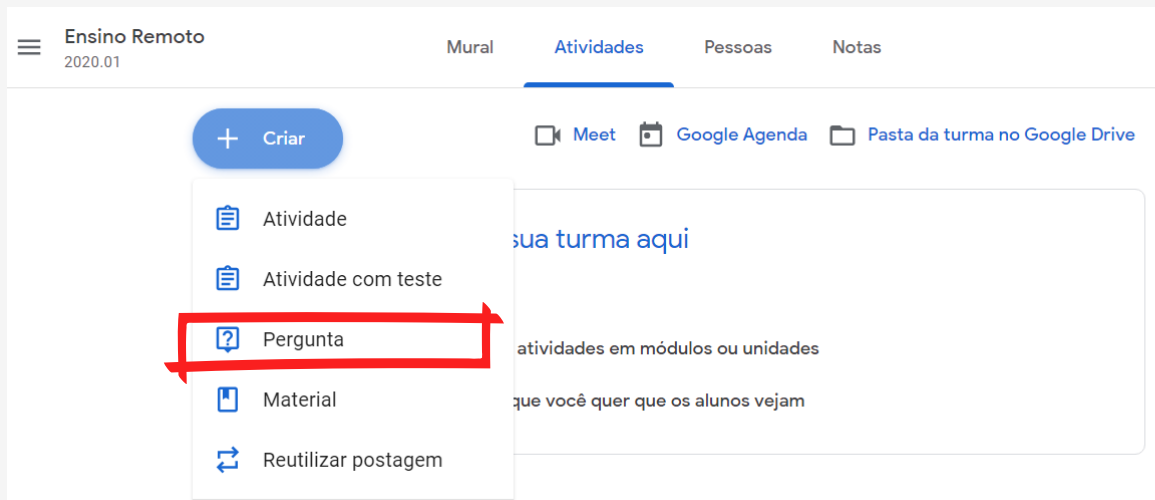 Ensino Remoto
2020.01
Mural
Atividades
Pessoas
Notas
Criar
Meet
Google Agenda
Pasta da turma no Google Drive
Atividade
Atividade com teste
Pergunta
Material
Reutilizar postagem
sua turma aqui
atividades em módulos ou unidades
que você quer que os alunos vejam